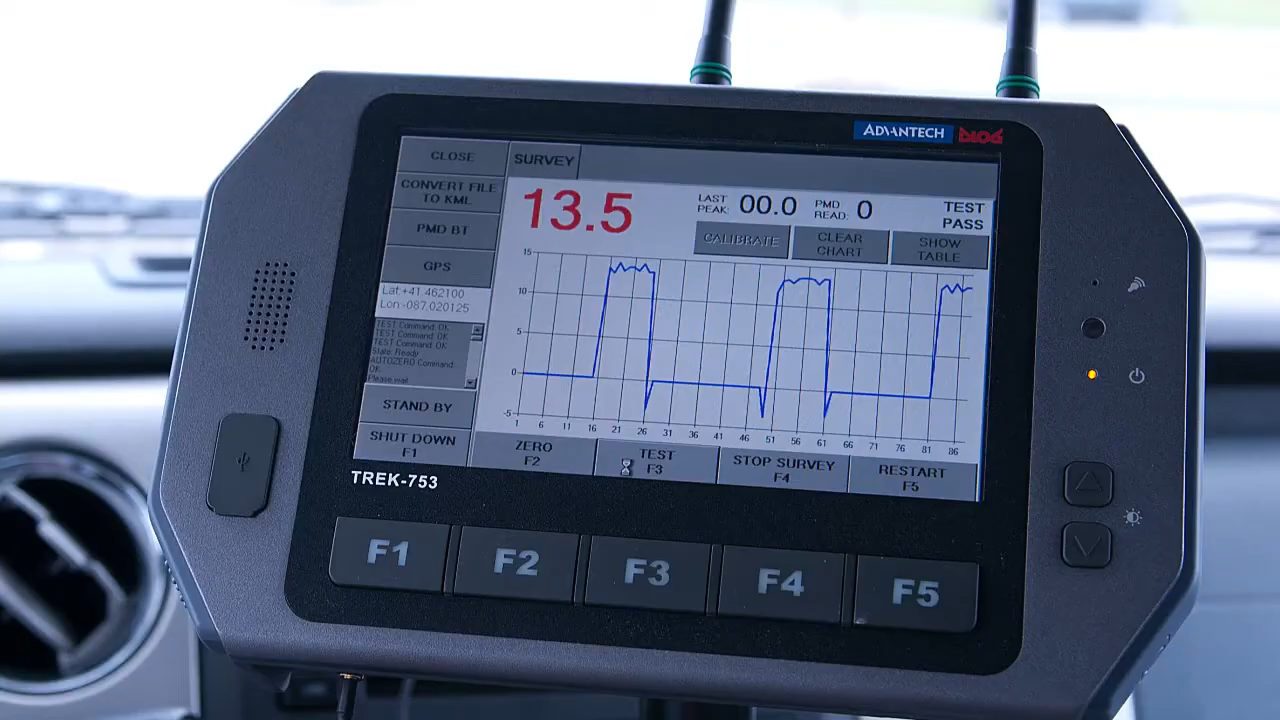 ADVANTECH DLOG
CLOSE
SURVEY
CONVERT FILE
TO KML
PMD BT
GPS
Lat:+41.462100
Lon:-087.020125
TEST Command: OK
TEST Command: OK
TEST Command: OK
State: Ready
AUTOZERO Command:
OK
Please wait
STAND BY
SHUT DOWN
F1
13.5
LAST
PEAK: 00.0
PMD
READ: 0
TEST
PASS
CALIBRATE
CLEAR
CHART
SHOW
TABLE
15
10
5
0
-5
1 6 11 16 21 26 31 36 41 46 51 56 61 66 71 76 81 86
ZERO
F2
TEST
F3
STOP SURVEY
F4
RESTART
F5
TREK-753
F1 F2 F3 F4 F5